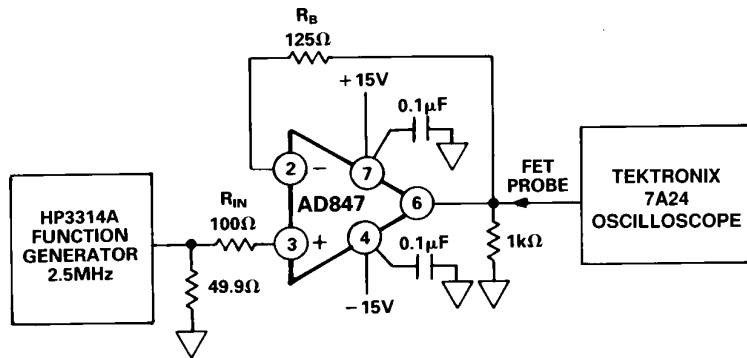 R_B
125Ω
+15V
0.1μF
2
−
7
AD847
6
3
+
4
0.1μF
−15V
HP3314A
FUNCTION
GENERATOR
2.5MHz
R_IN
100Ω
49.9Ω
1kΩ
FET
PROBE
TEKTRONIX
7A24
OSCILLOSCOPE